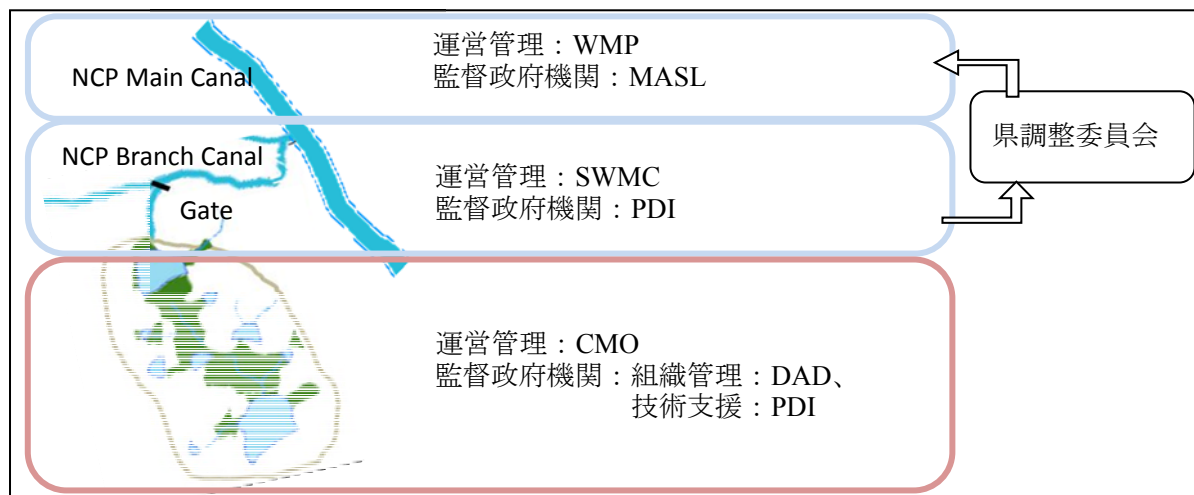 NCP Main Canal
運営管理：WMP
監督政府機関：MASL
県調整委員会
NCP Branch Canal
Gate
運営管理：SWMC
監督政府機関：PDI
運営管理：CMO
監督政府機関：組織管理：DAD、
技術支援：PDI